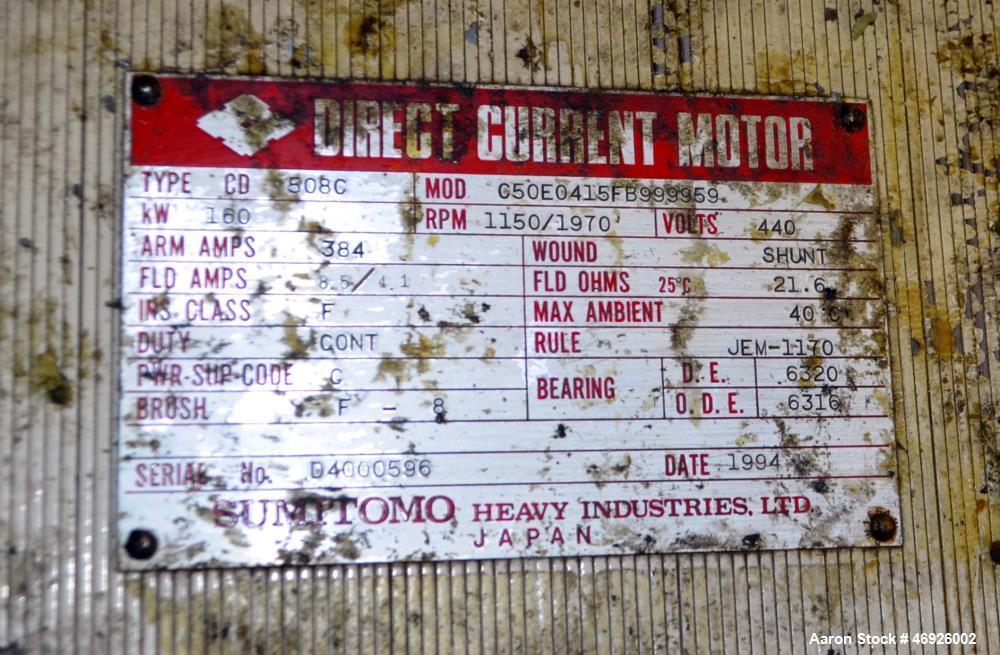 DIRECT CURRENT MOTOR
TYPE CD 508C MOD G50E0415FB999959
kW 160 RPM 1150/1970 VOLTS 440
ARM AMPS 384 WOUND SHUNT
FLD AMPS 8.5/4.1 FLD OHMS 25°C 21.6
INS CLASS F MAX AMBIENT 40°C
DUTY CONT RULE JEM-1170
PWR-SUP-CODE C BEARING D.E. 6320
BRUSH F - 8 O.D.E. 6316
SERIAL No. D4000596 DATE 1994
SUMITOMO HEAVY INDUSTRIES, LTD.
JAPAN
Aaron Stock # 46926002